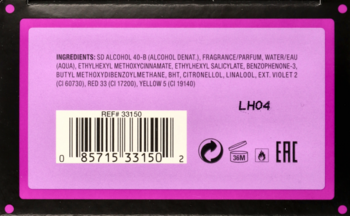 INGREDIENTS: SD ALCOHOL 40-B (ALCOHOL DENAT.), FRAGRANCE/PARFUM, WATER/EAU
(AQUA), ETHYLHEXYL METHOXYCINNAMATE, ETHYLHEXYL SALICYLATE, BENZOPHENONE-3,
BUTYL METHOXYDIBENZOYLMETHANE, BHT, CITRONELLOL, LINALOOL, EXT. VIOLET 2
(CI 60730), RED 33 (CI 17200), YELLOW 5 (CI 19140)
LH04
REF# 33150
0 85715 33150 2
36M
EAC